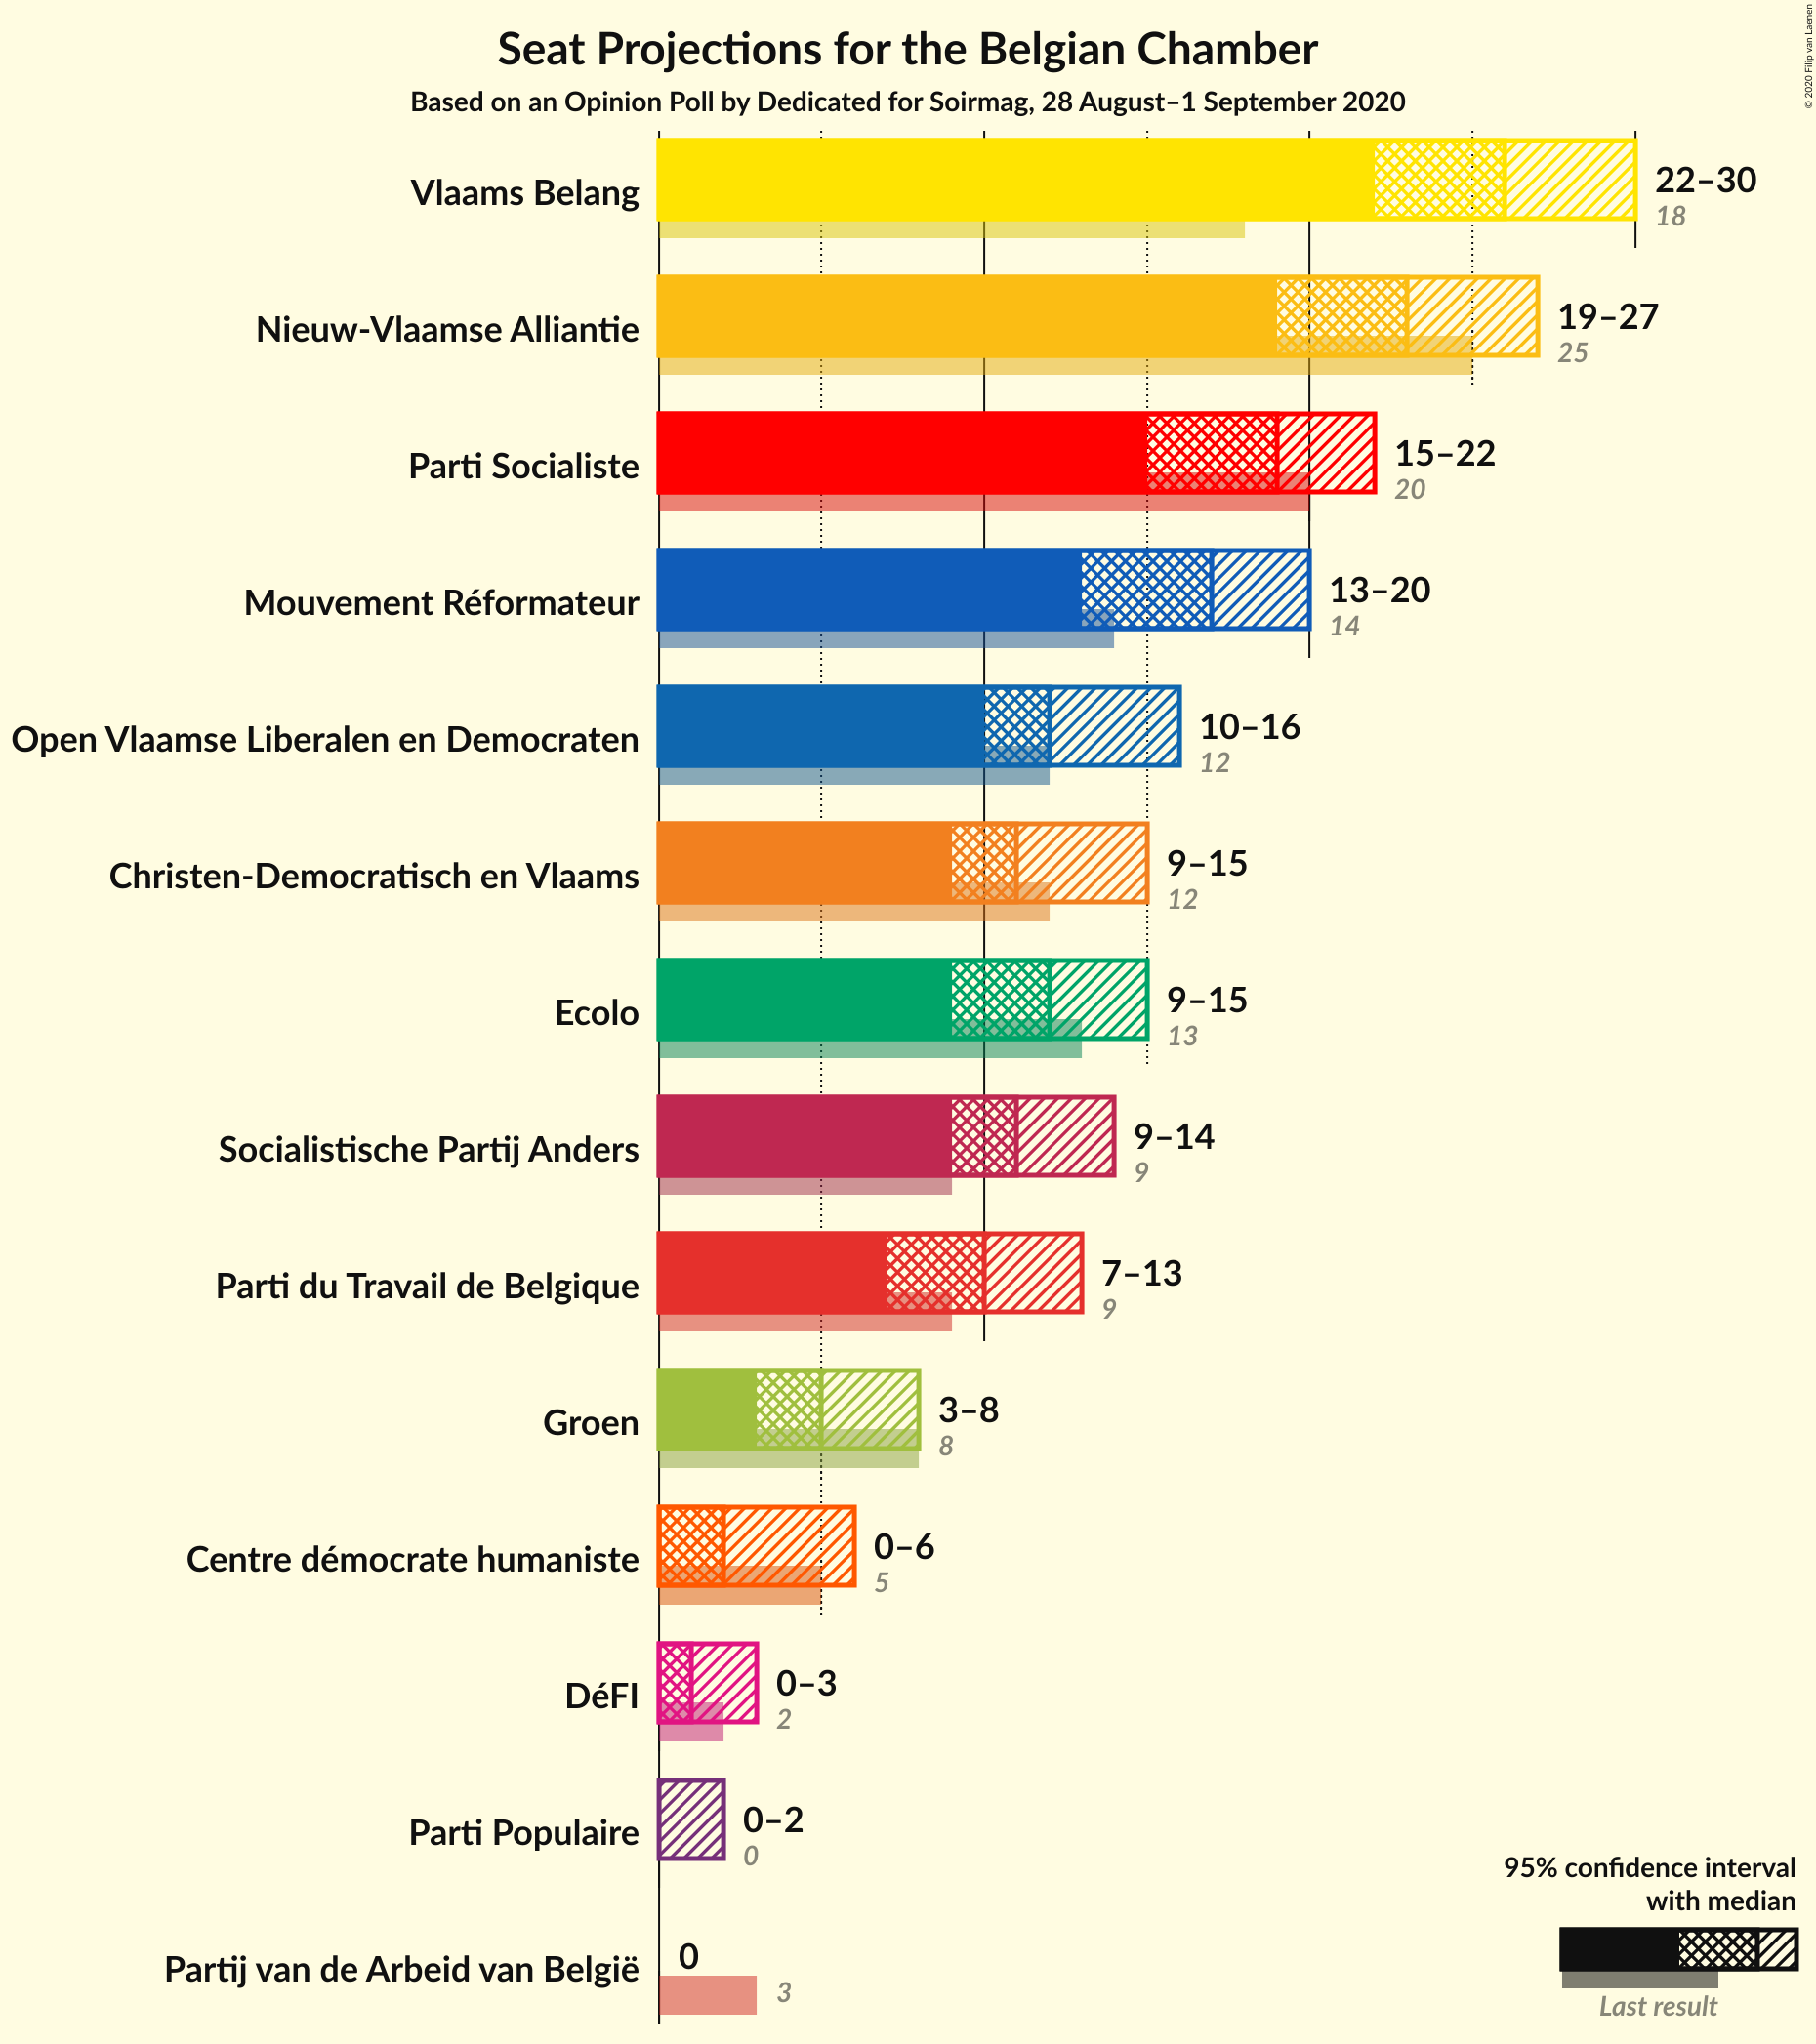 Seat Projections for the Belgian Chamber
Based on an Opinion Poll by Dedicated for Soirmag, 28 August–1 September 2020
© 2020 Filip van Laenen
Vlaams Belang
22–30
18
Nieuw-Vlaamse Alliantie
19–27
25
Parti Socialiste
15–22
20
Mouvement Réformateur
13–20
14
Open Vlaamse Liberalen en Democraten
10–16
12
Christen-Democratisch en Vlaams
9–15
12
Ecolo
9–15
13
Socialistische Partij Anders
9–14
9
Parti du Travail de Belgique
7–13
9
Groen
3–8
8
Centre démocrate humaniste
0–6
5
DéFI
0–3
2
Parti Populaire
0–2
0
Partij van de Arbeid van België
0
3
95% confidence interval
with median
Last result